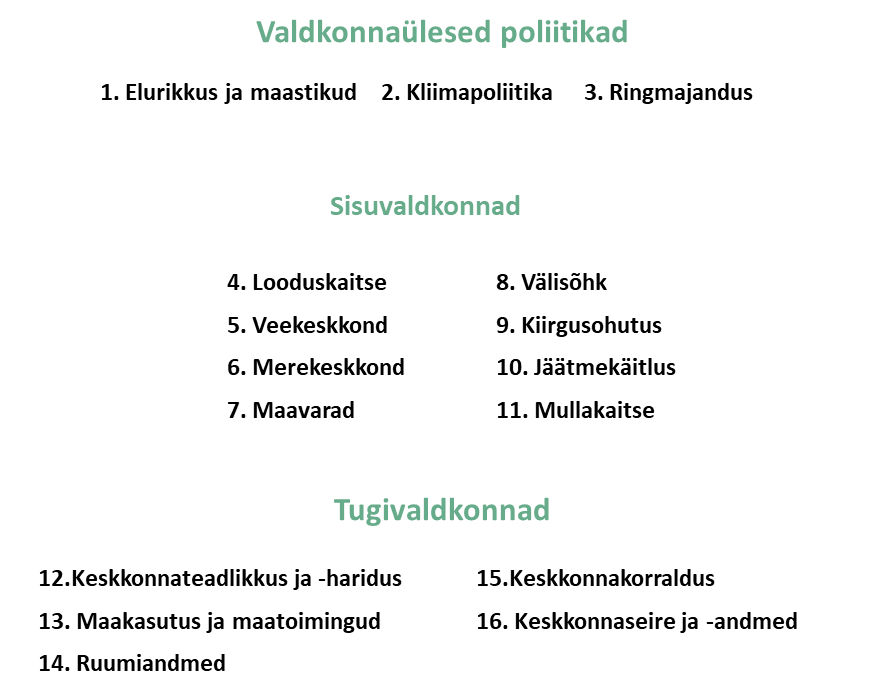 Valdkonnaülesed poliitikad
1. Elurikkus ja maastikud 2. Kliimapoliitika 3. Ringmajandus
Sisuvaldkonnad
4. Looduskaitse
5. Veekeskkond
6. Merekeskkond
7. Maavarad
8. Välisõhk
9. Kiirgusohutus
10. Jäätmekäitlus
11. Mullakaitse
Tugivaldkonnad
12.Keskkonnateadlikkus ja -haridus
13. Maakasutus ja maatoimingud
14. Ruumiandmed
15.Keskkonnakorraldus
16. Keskkonnaseire ja -andmed